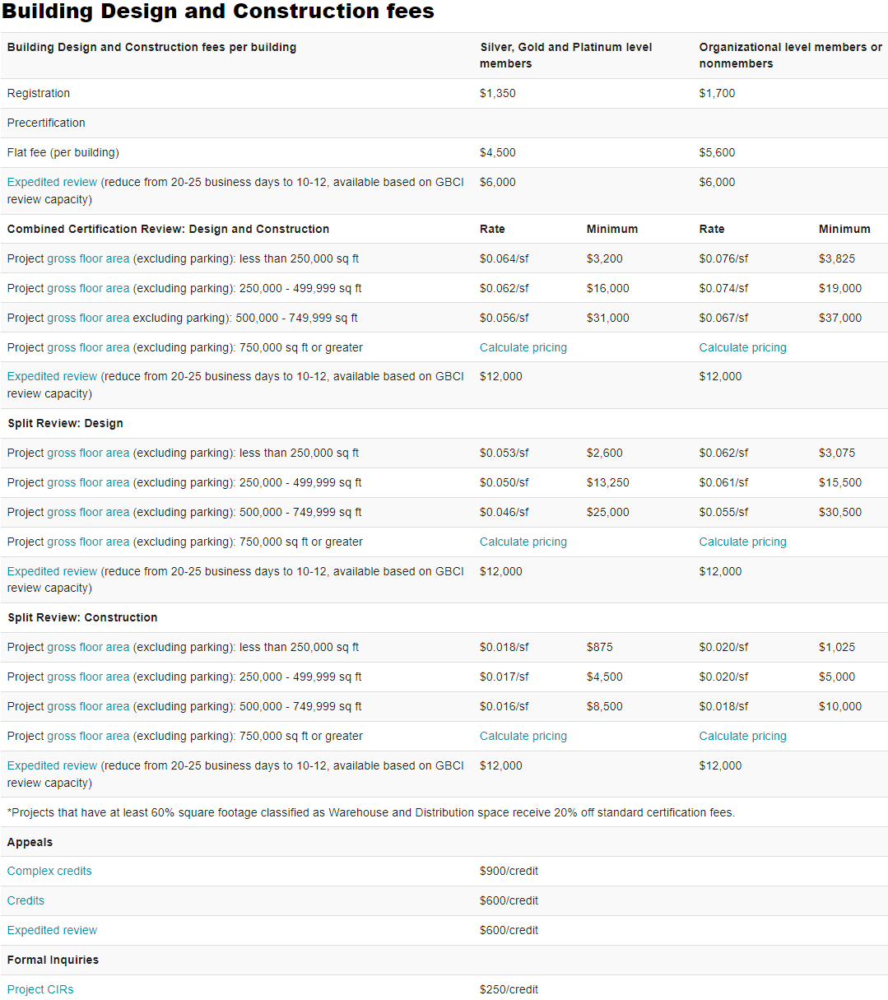 Building Design and Construction fees
Building Design and Construction fees per building Silver, Gold and Platinum level members Organizational level members or nonmembers
Registration $1,350 $1,700
Precertification
Flat fee (per building) $4,500 $5,600
Expedited review (reduce from 20-25 business days to 10-12, available based on GBCI $6,000 $6,000
review capacity)
Combined Certification Review: Design and Construction Rate Minimum Rate Minimum
Project gross floor area (excluding parking): less than 250,000 sq ft $0.064/sf $3,200 $0.076/sf $3,825
Project gross floor area (excluding parking): 250,000 - 499,999 sq ft $0.062/sf $16,000 $0.074/sf $19,000
Project gross floor area excluding parking): 500,000 - 749,999 sq ft $0.056/sf $31,000 $0.067/sf $37,000
Project gross floor area (excluding parking): 750,000 sq ft or greater Calculate pricing Calculate pricing
Expedited review (reduce from 20-25 business days to 10-12, available based on GBCI $12,000 $12,000
review capacity)
Split Review: Design
Project gross floor area (excluding parking): less than 250,000 sq ft $0.053/sf $2,600 $0.062/sf $3,075
Project gross floor area (excluding parking): 250,000 - 499,999 sq ft $0.050/sf $13,250 $0.061/sf $15,500
Project gross floor area (excluding parking): 500,000 - 749,999 sq ft $0.046/sf $25,000 $0.055/sf $30,500
Project gross floor area (excluding parking): 750,000 sq ft or greater Calculate pricing Calculate pricing
Expedited review (reduce from 20-25 business days to 10-12, available based on GBCI $12,000 $12,000
review capacity)
Split Review: Construction
Project gross floor area (excluding parking): less than 250,000 sq ft $0.018/sf $875 $0.020/sf $1,025
Project gross floor area (excluding parking): 250,000 - 499,999 sq ft $0.017/sf $4,500 $0.020/sf $5,000
Project gross floor area (excluding parking): 500,000 - 749,999 sq ft $0.016/sf $8,500 $0.018/sf $10,000
Project gross floor area (excluding parking): 750,000 sq ft or greater Calculate pricing Calculate pricing
Expedited review (reduce from 20-25 business days to 10-12, available based on GBCI $12,000 $12,000
review capacity)
*Projects that have at least 60% square footage classified as Warehouse and Distribution space receive 20% off standard certification fees.
Appeals
Complex credits $900/credit
Credits $600/credit
Expedited review $600/credit
Formal Inquiries
Project CIRs $250/credit